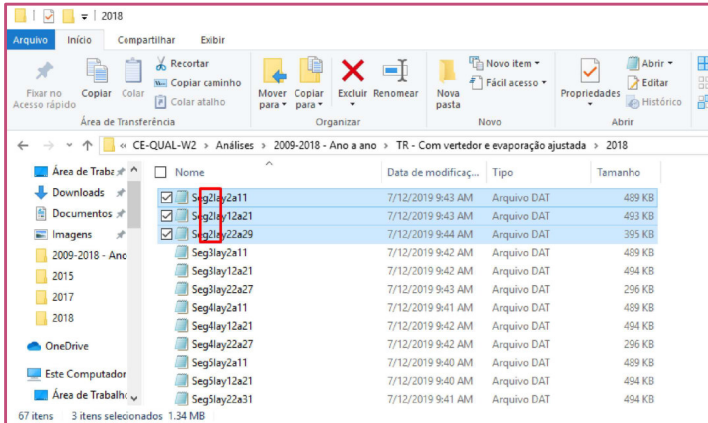 2018
Arquivo Início Compartilhar Exibir
Fixar no Acesso rápido
Copiar
Colar
Recortar
Copiar caminho
Colar atalho
Mover para
Copiar para
Excluir
Renomear
Nova pasta
Novo item
Fácil acesso
Propriedades
Abrir
Editar
Histórico
Área de Transferência Organizar Novo Abrir
« CE-QUAL-W2 > Análises > 2009-2018 - Ano a ano > TR - Com vertedor e evaporação ajustada > 2018
Nome Data de modificaç... Tipo Tamanho
Área de Traba
Downloads
Documentos
Imagens
2009-2018 - Ano
2015
2017
2018
OneDrive
Este Computador
Área de Trabalho
Seg2lay2a11 7/12/2019 9:43 AM Arquivo DAT 489 KB
Seg2lay12a21 7/12/2019 9:43 AM Arquivo DAT 493 KB
Seg2lay22a29 7/12/2019 9:44 AM Arquivo DAT 395 KB
Seg3lay2a11 7/12/2019 9:42 AM Arquivo DAT 489 KB
Seg3lay12a21 7/12/2019 9:42 AM Arquivo DAT 494 KB
Seg3lay22a27 7/12/2019 9:43 AM Arquivo DAT 296 KB
Seg4lay2a11 7/12/2019 9:41 AM Arquivo DAT 489 KB
Seg4lay12a21 7/12/2019 9:42 AM Arquivo DAT 494 KB
Seg4lay22a27 7/12/2019 9:42 AM Arquivo DAT 296 KB
Seg5lay2a11 7/12/2019 9:40 AM Arquivo DAT 489 KB
Seg5lay12a21 7/12/2019 9:40 AM Arquivo DAT 494 KB
Seg5lay22a31 7/12/2019 9:41 AM Arquivo DAT 494 KB
67 itens 3 itens selecionados 1.34 MB